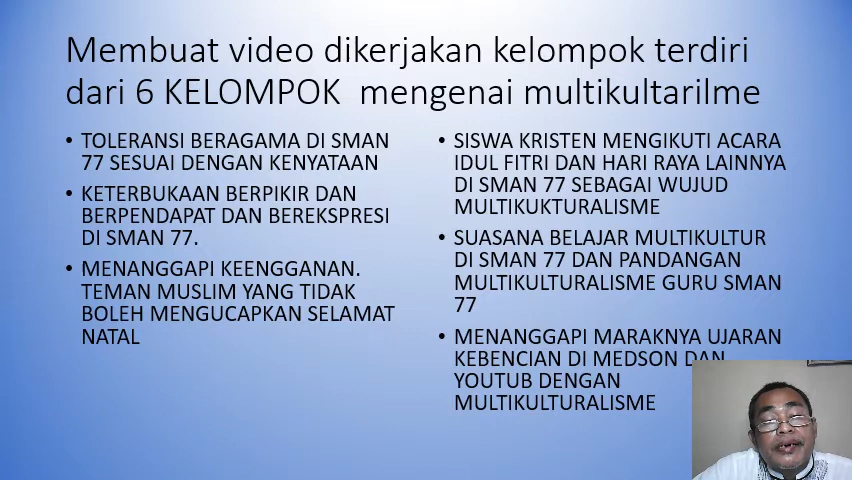 Membuat video dikerjakan kelompok terdiri
dari 6 KELOMPOK mengenai multikultarilme
• TOLERANSI BERAGAMA DI SMAN
77 SESUAI DENGAN KENYATAAN
• KETERBUKAAN BERPIKIR DAN
BERPENDAPAT DAN BEREKSPRESI
DI SMAN 77.
• MENANGGAPI KEENGGANAN.
TEMAN MUSLIM YANG TIDAK
BOLEH MENGUCAPKAN SELAMAT
NATAL
• SISWA KRISTEN MENGIKUTI ACARA
IDUL FITRI DAN HARI RAYA LAINNYA
DI SMAN 77 SEBAGAI WUJUD
MULTIKUKTURALISME
• SUASANA BELAJAR MULTIKULTUR
DI SMAN 77 DAN PANDANGAN
MULTIKULTURALISME GURU SMAN
77
• MENANGGAPI MARAKNYA UJARAN
KEBENCIAN DI MEDSON DAN
YOUTUB DENGAN
MULTIKULTURALISME